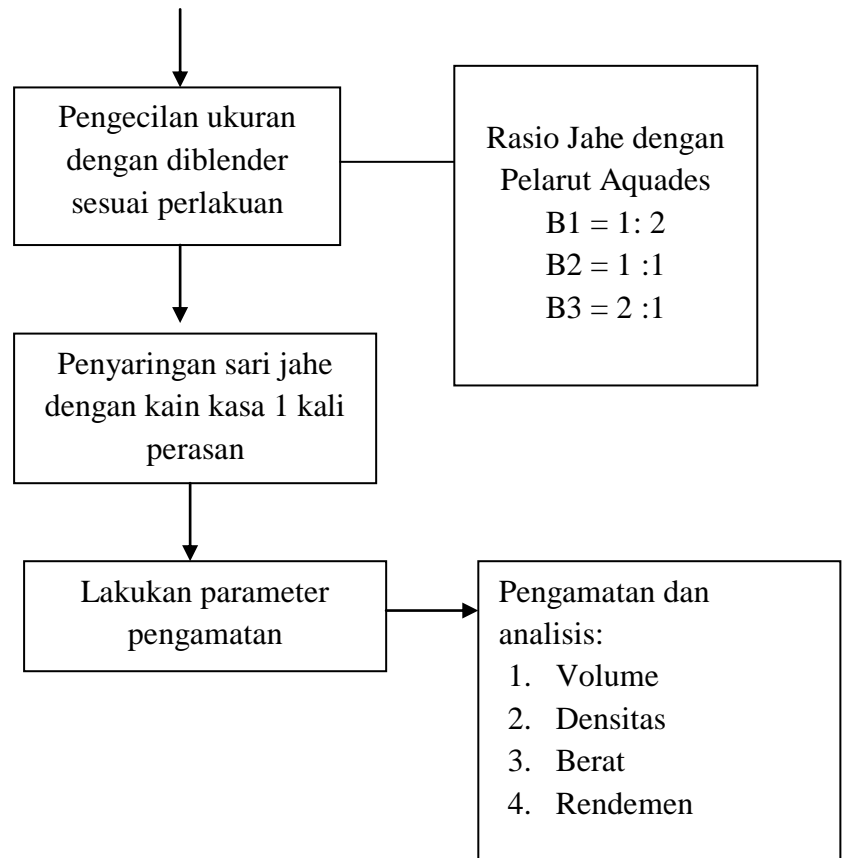 Pengecilan ukuran
dengan diblender
sesuai perlakuan
Rasio Jahe dengan
Pelarut Aquades
B1 = 1: 2
B2 = 1 :1
B3 = 2 :1
Penyaringan sari jahe
dengan kain kasa 1 kali
perasan
Lakukan parameter
pengamatan
Pengamatan dan
analisis:
1. Volume
2. Densitas
3. Berat
4. Rendemen